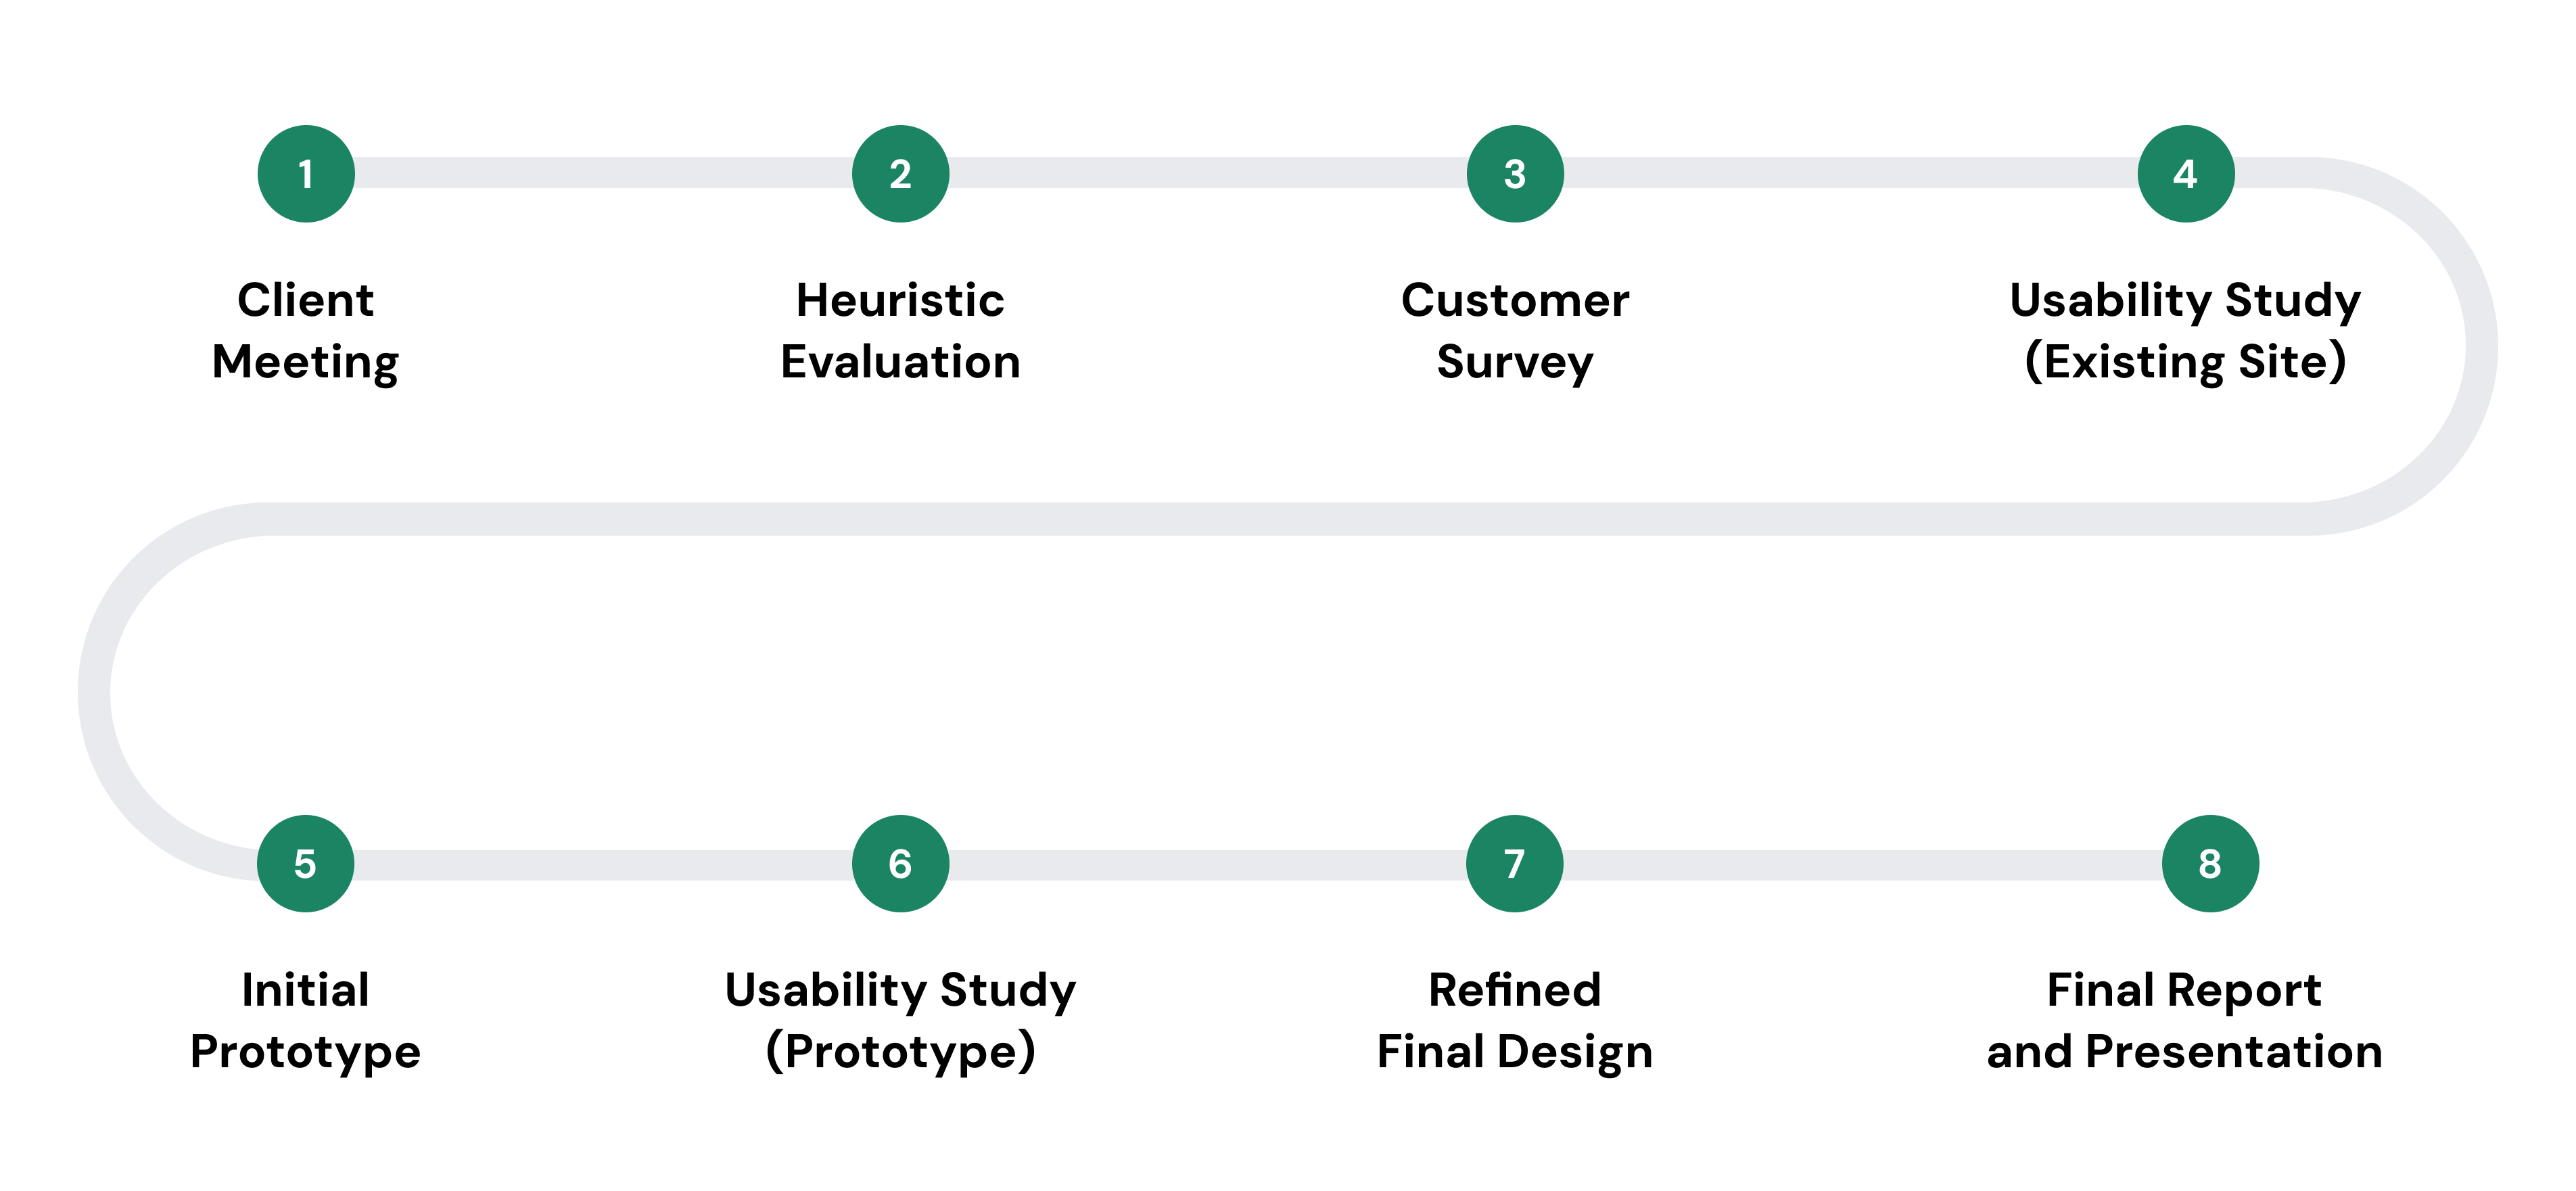 1
2
3
4
Client
Meeting
Heuristic
Evaluation
Customer
Survey
Usability Study
(Existing Site)
5
6
7
8
Initial
Prototype
Usability Study
(Prototype)
Refined
Final Design
Final Report
and Presentation